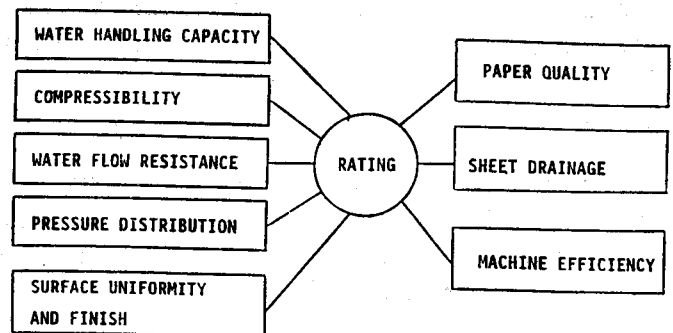 WATER HANDLING CAPACITY
COMPRESSIBILITY
WATER FLOW RESISTANCE
PRESSURE DISTRIBUTION
SURFACE UNIFORMITY
AND FINISH
RATING
PAPER QUALITY
SHEET DRAINAGE
MACHINE EFFICIENCY